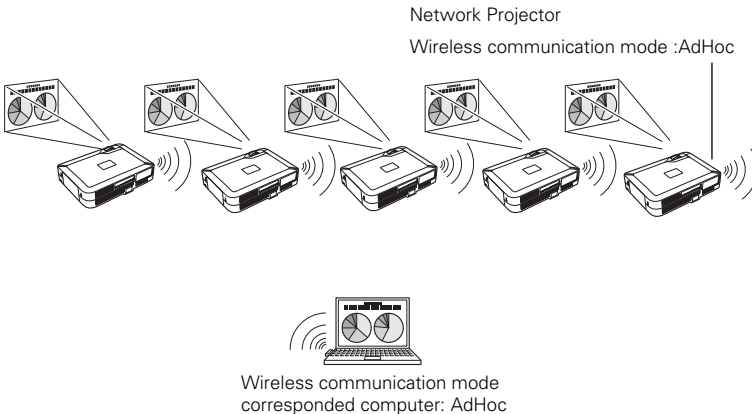 Network Projector
Wireless communication mode :AdHoc
Wireless communication mode
corresponded computer: AdHoc